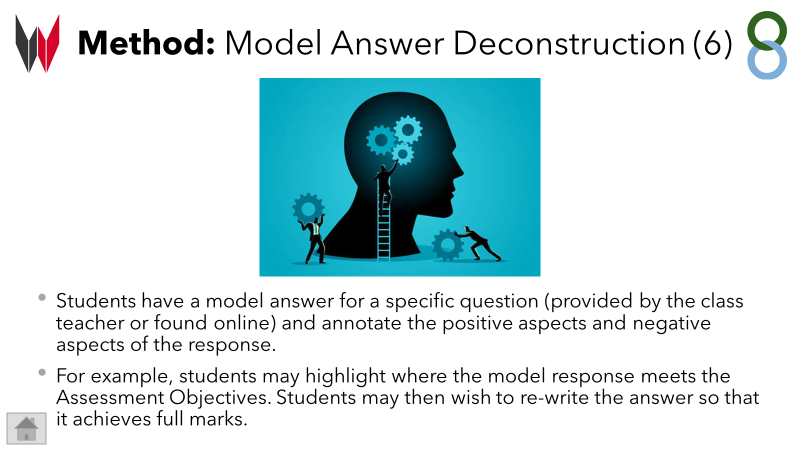 Method: Model Answer Deconstruction (6)
Students have a model answer for a specific question (provided by the class
teacher or found online) and annotate the positive aspects and negative
aspects of the response.
For example, students may highlight where the model response meets the
Assessment Objectives. Students may then wish to re-write the answer so that
it achieves full marks.